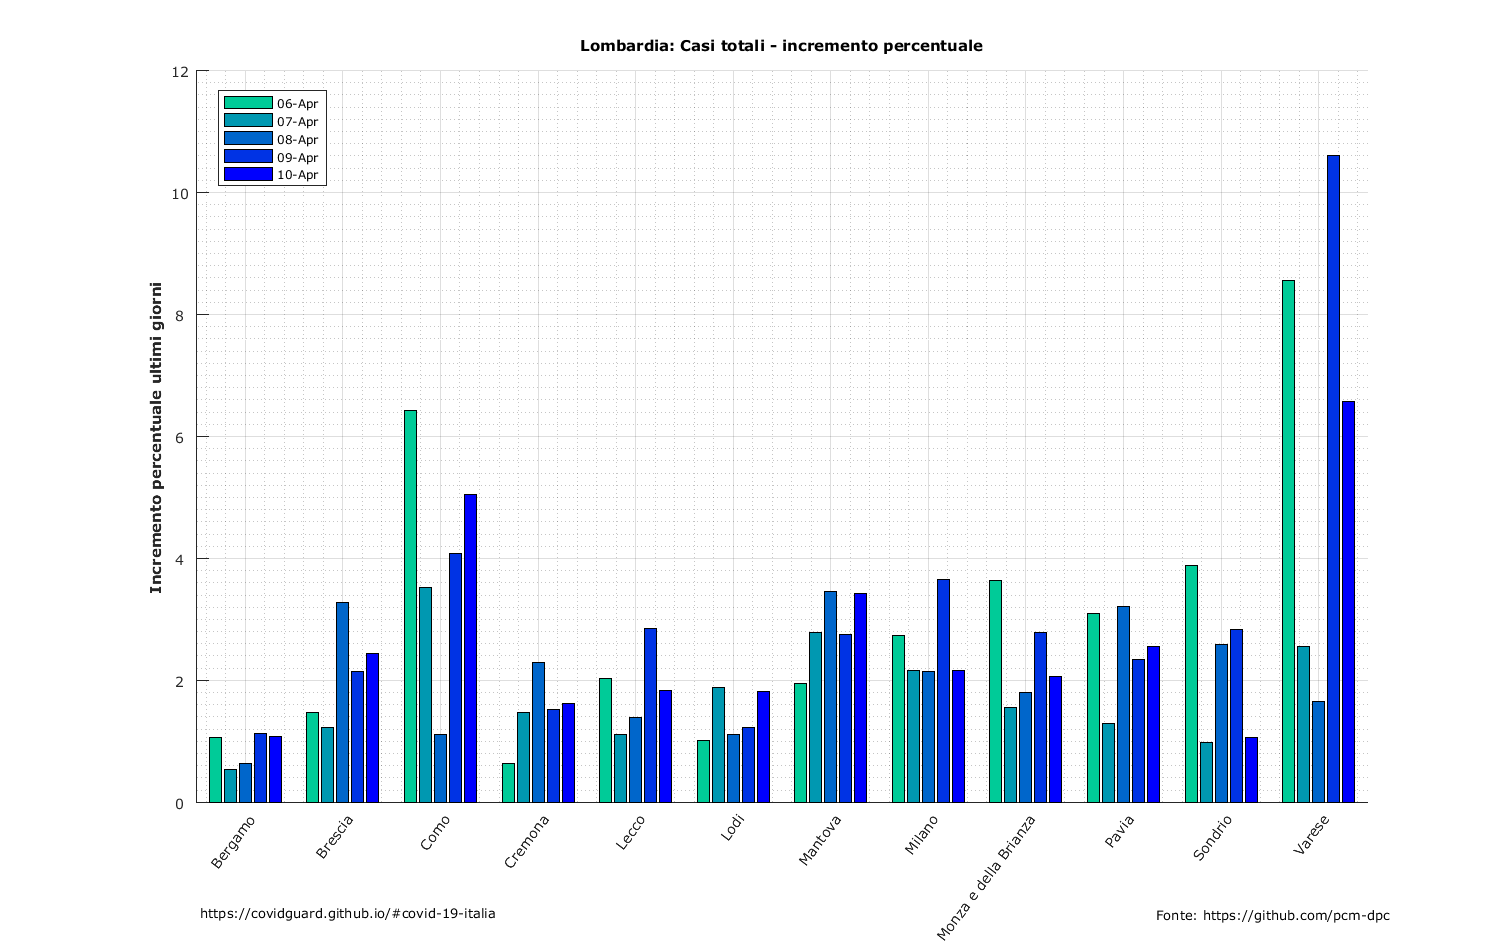 Lombardia: Casi totali - incremento percentuale
12
10
8
6
4
2
0
Incremento percentuale ultimi giorni
06-Apr
07-Apr
08-Apr
09-Apr
10-Apr
Bergamo
Brescia
Como
Cremona
Lecco
Lodi
Mantova
Milano
Monza e della Brianza
Pavia
Sondrio
Varese
https://covidguard.github.io/#covid-19-italia
Fonte: https://github.com/pcm-dpc